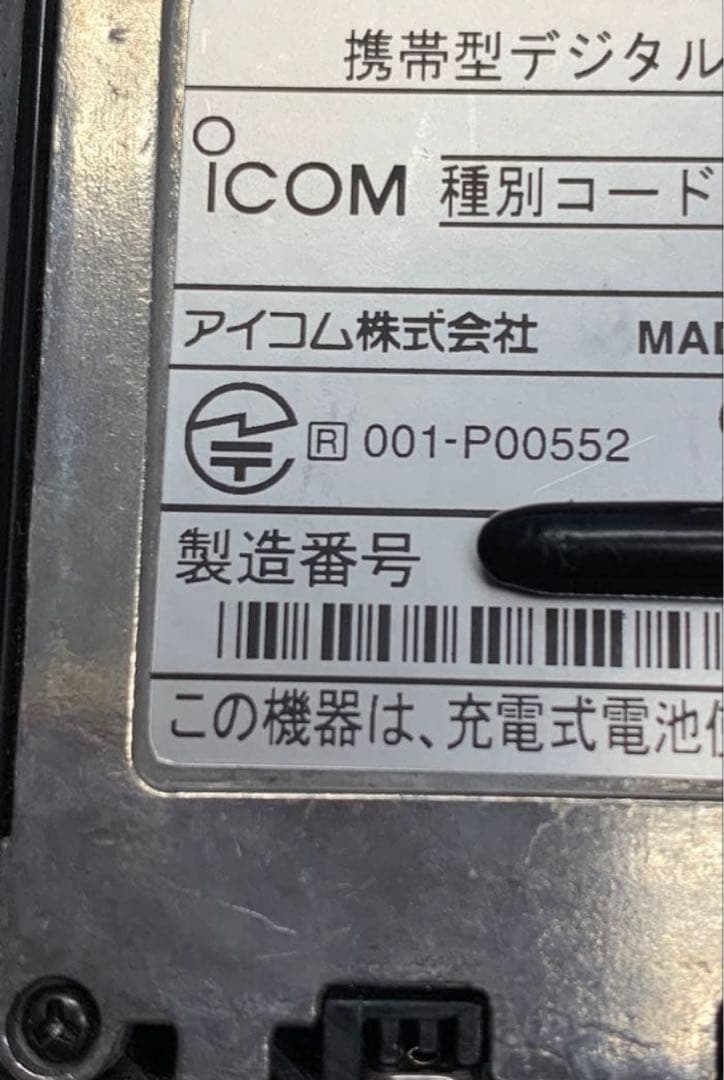 携帯型デジタル
ICOM 種別コード
アイコム株式会社 MAD
R 001-P00552
製造番号
この機器は、充電式電池